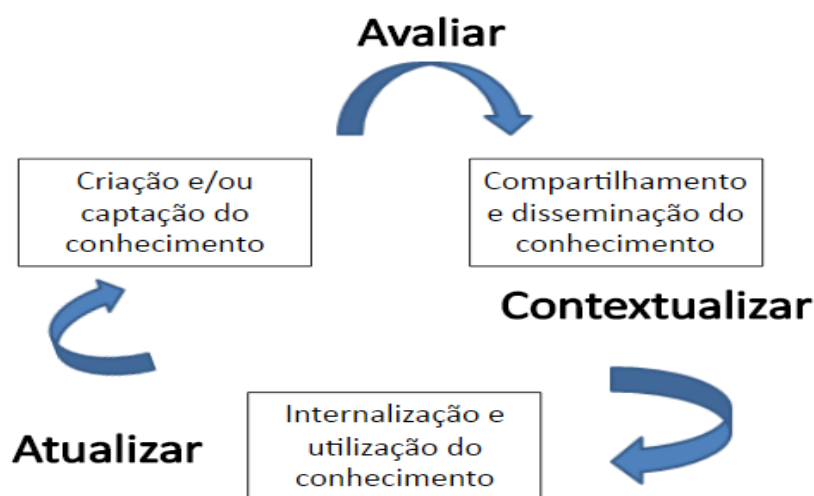 Avaliar
Criação e/ou
captação do
conhecimento
Compartilhamento
e disseminação do
conhecimento
Contextualizar
Internalização e
utilização do
conhecimento
Atualizar